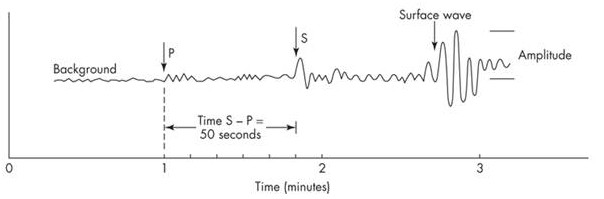 Surface wave
S
P
Amplitude
Background
Time S – P =
50 seconds
0 1 2 3
Time (minutes)